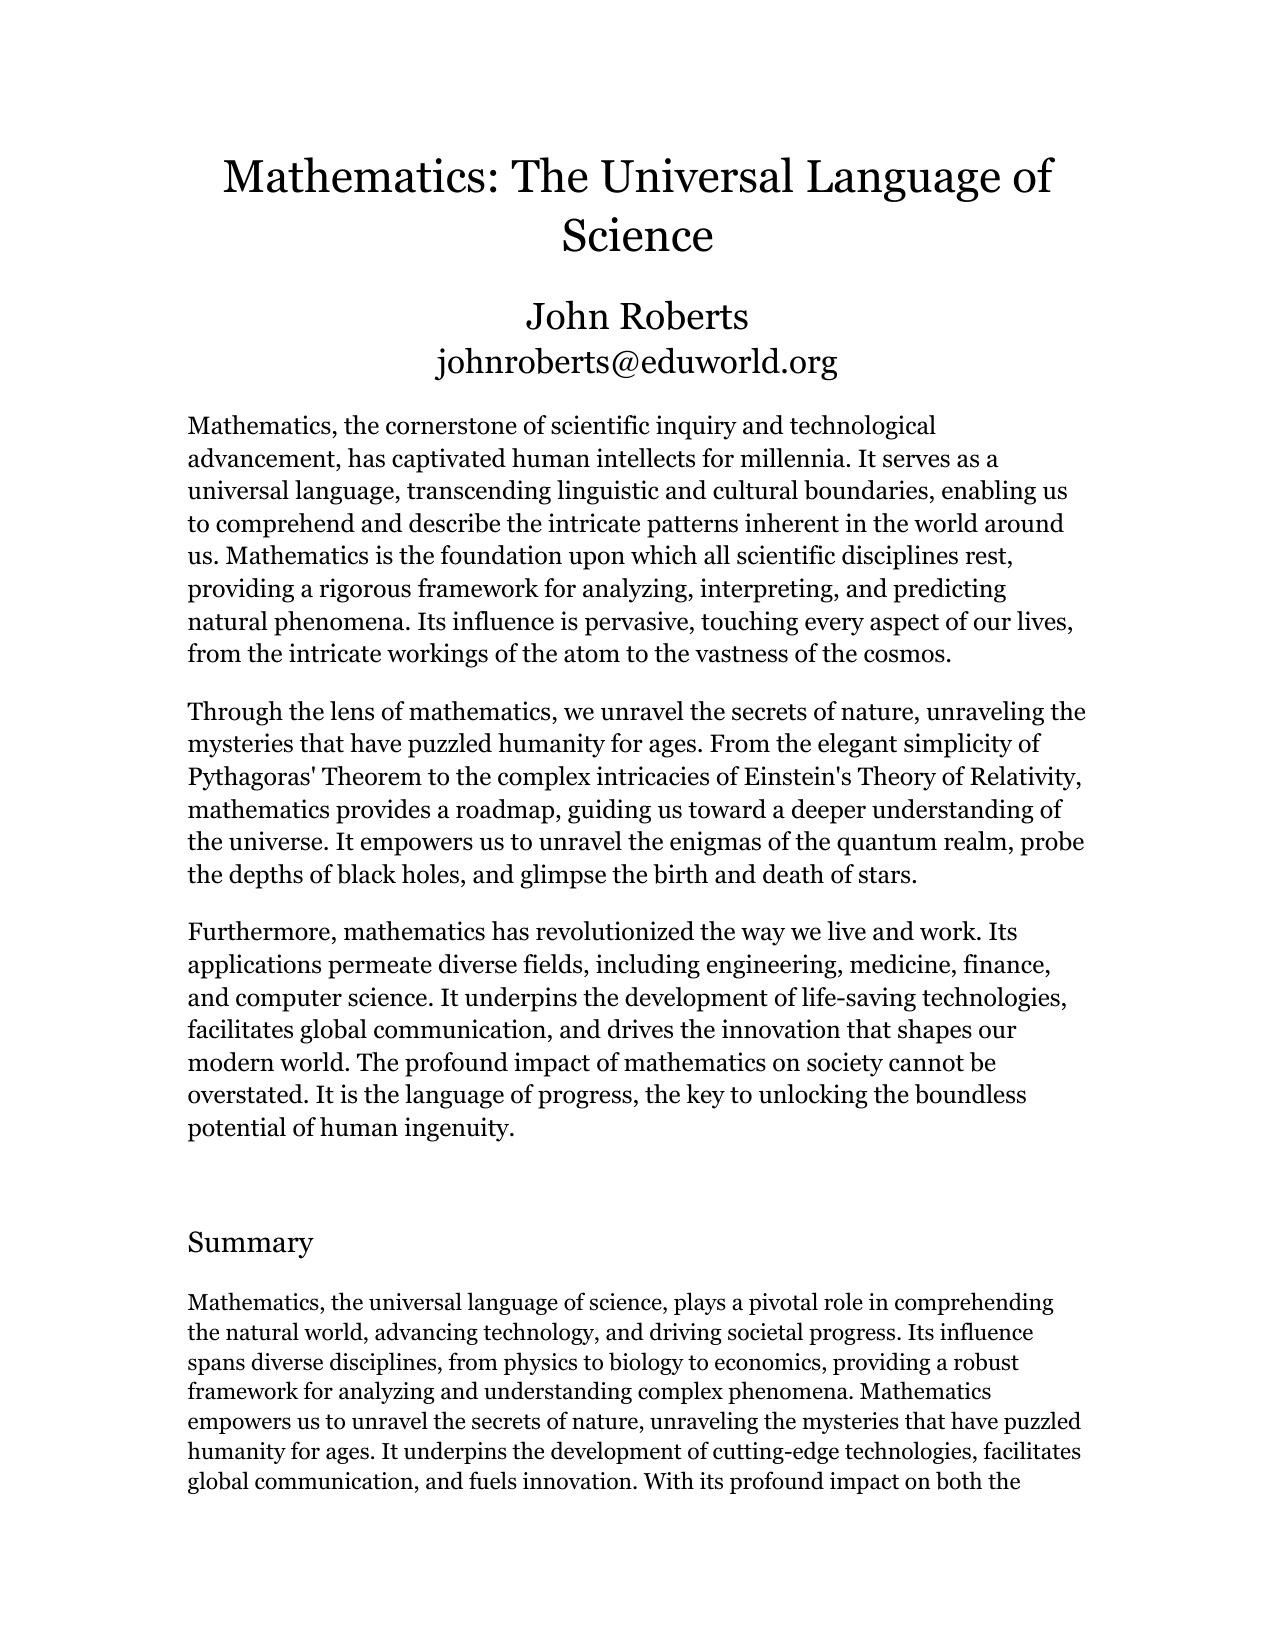 Mathematics: The Universal Language of
Science
John Roberts
johnroberts@eduworld.org
Mathematics, the cornerstone of scientific inquiry and technological
advancement, has captivated human intellects for millennia. It serves as a
universal language, transcending linguistic and cultural boundaries, enabling us
to comprehend and describe the intricate patterns inherent in the world around
us. Mathematics is the foundation upon which all scientific disciplines rest,
providing a rigorous framework for analyzing, interpreting, and predicting
natural phenomena. Its influence is pervasive, touching every aspect of our lives,
from the intricate workings of the atom to the vastness of the cosmos.
Through the lens of mathematics, we unravel the secrets of nature, unraveling the
mysteries that have puzzled humanity for ages. From the elegant simplicity of
Pythagoras' Theorem to the complex intricacies of Einstein's Theory of Relativity,
mathematics provides a roadmap, guiding us toward a deeper understanding of
the universe. It empowers us to unravel the enigmas of the quantum realm, probe
the depths of black holes, and glimpse the birth and death of stars.
Furthermore, mathematics has revolutionized the way we live and work. Its
applications permeate diverse fields, including engineering, medicine, finance,
and computer science. It underpins the development of life-saving technologies,
facilitates global communication, and drives the innovation that shapes our
modern world. The profound impact of mathematics on society cannot be
overstated. It is the language of progress, the key to unlocking the boundless
potential of human ingenuity.
Summary
Mathematics, the universal language of science, plays a pivotal role in comprehending
the natural world, advancing technology, and driving societal progress. Its influence
spans diverse disciplines, from physics to biology to economics, providing a robust
framework for analyzing and understanding complex phenomena. Mathematics
empowers us to unravel the secrets of nature, unraveling the mysteries that have puzzled
humanity for ages. It underpins the development of cutting-edge technologies, facilitates
global communication, and fuels innovation. With its profound impact on both the